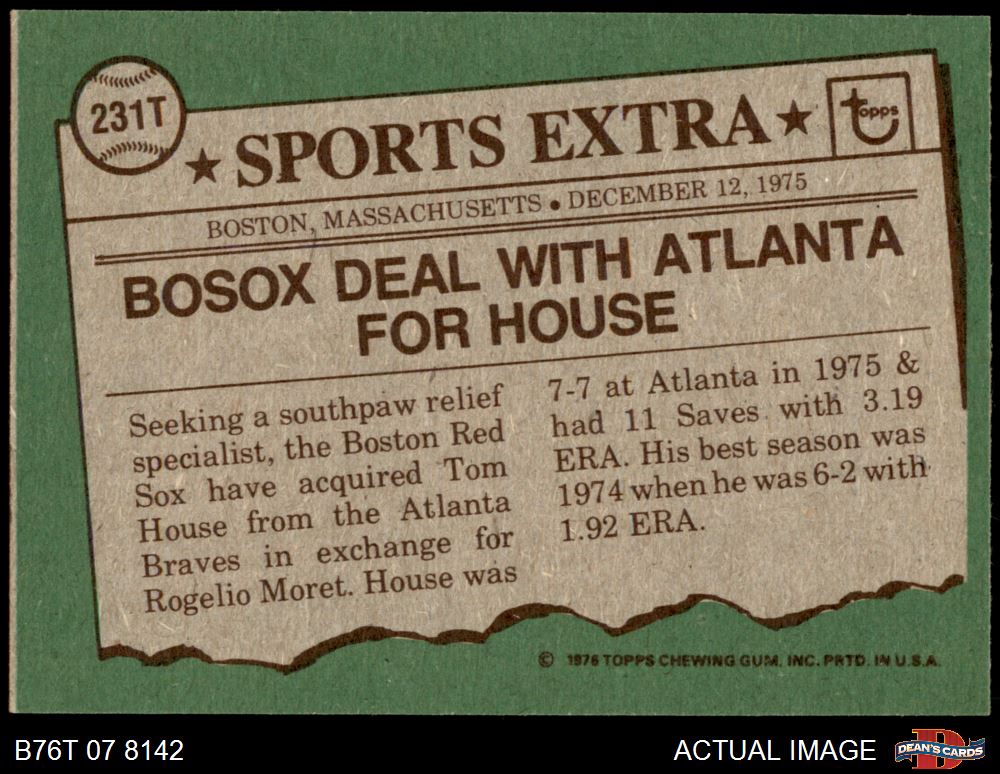 231T
★ SPORTS EXTRA ★
topps
BOSTON, MASSACHUSETTS • DECEMBER 12, 1975
BOSOX DEAL WITH ATLANTA
FOR HOUSE
Seeking a southpaw relief
specialist, the Boston Red
Sox have acquired Tom
House from the Atlanta
Braves in exchange for
Rogelio Moret. House was
7-7 at Atlanta in 1975 &
had 11 Saves with 3.19
ERA. His best season was
1974 when he was 6-2 with
1.92 ERA.
© 1976 TOPPS CHEWING GUM, INC. PRTD. IN U.S.A.
B76T 07 8142
ACTUAL IMAGE
DEAN'S CARDS